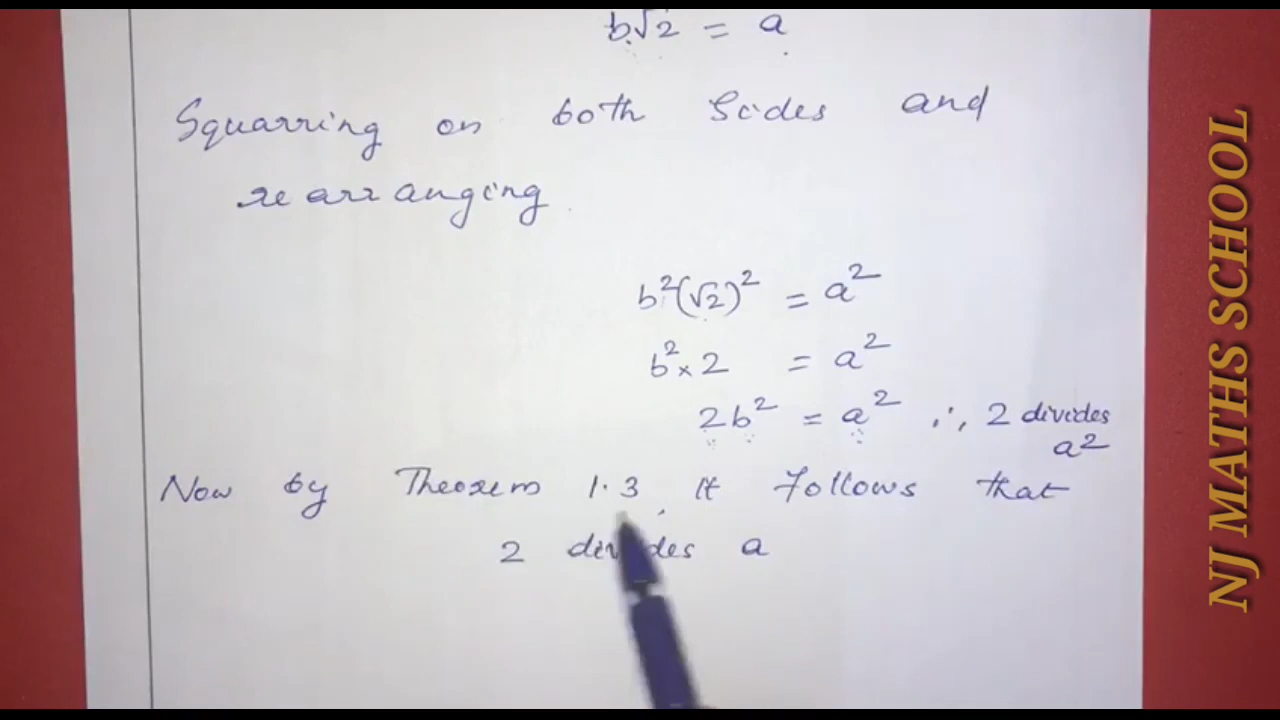 b√2 = a
Squarring on both Sides and
rearranging
b²(√2)² = a²
b² × 2 = a²
2b² = a² ∴ 2 divides
a²
Now by Theorem 1.3, It follows that
2 divides a
NJ MATHS SCHOOL